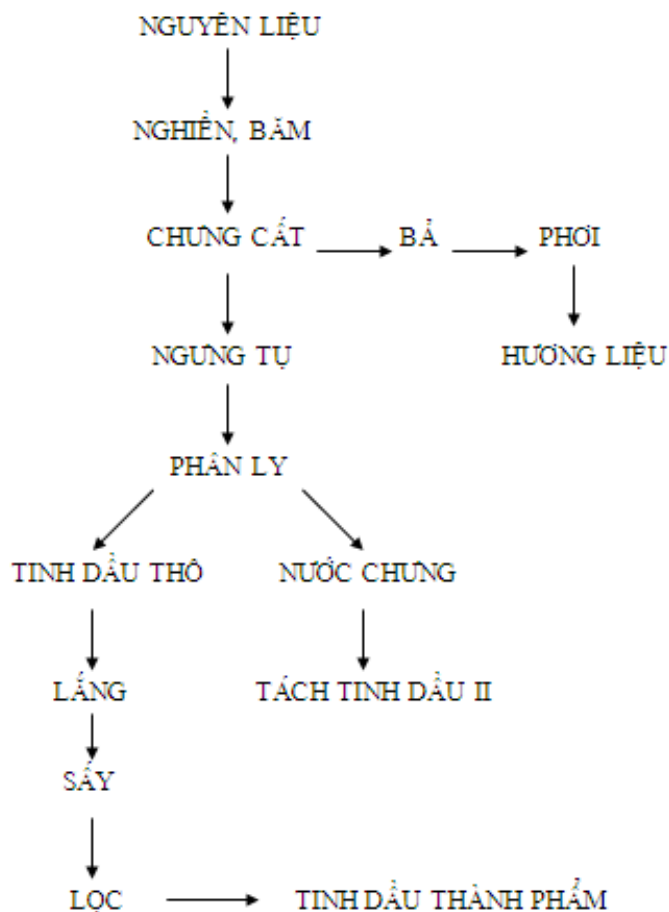 NGUYÊN LIỆU
NGHIỀN, BĂM
CHƯNG CẤT BẢ PHƠI
NGƯNG TỤ HƯƠNG LIỆU
PHÂN LY
TINH DẦU THÔ NƯỚC CHƯNG
LẮNG TÁCH TINH DẦU II
SẤY
LỌC TINH DẦU THÀNH PHẨM